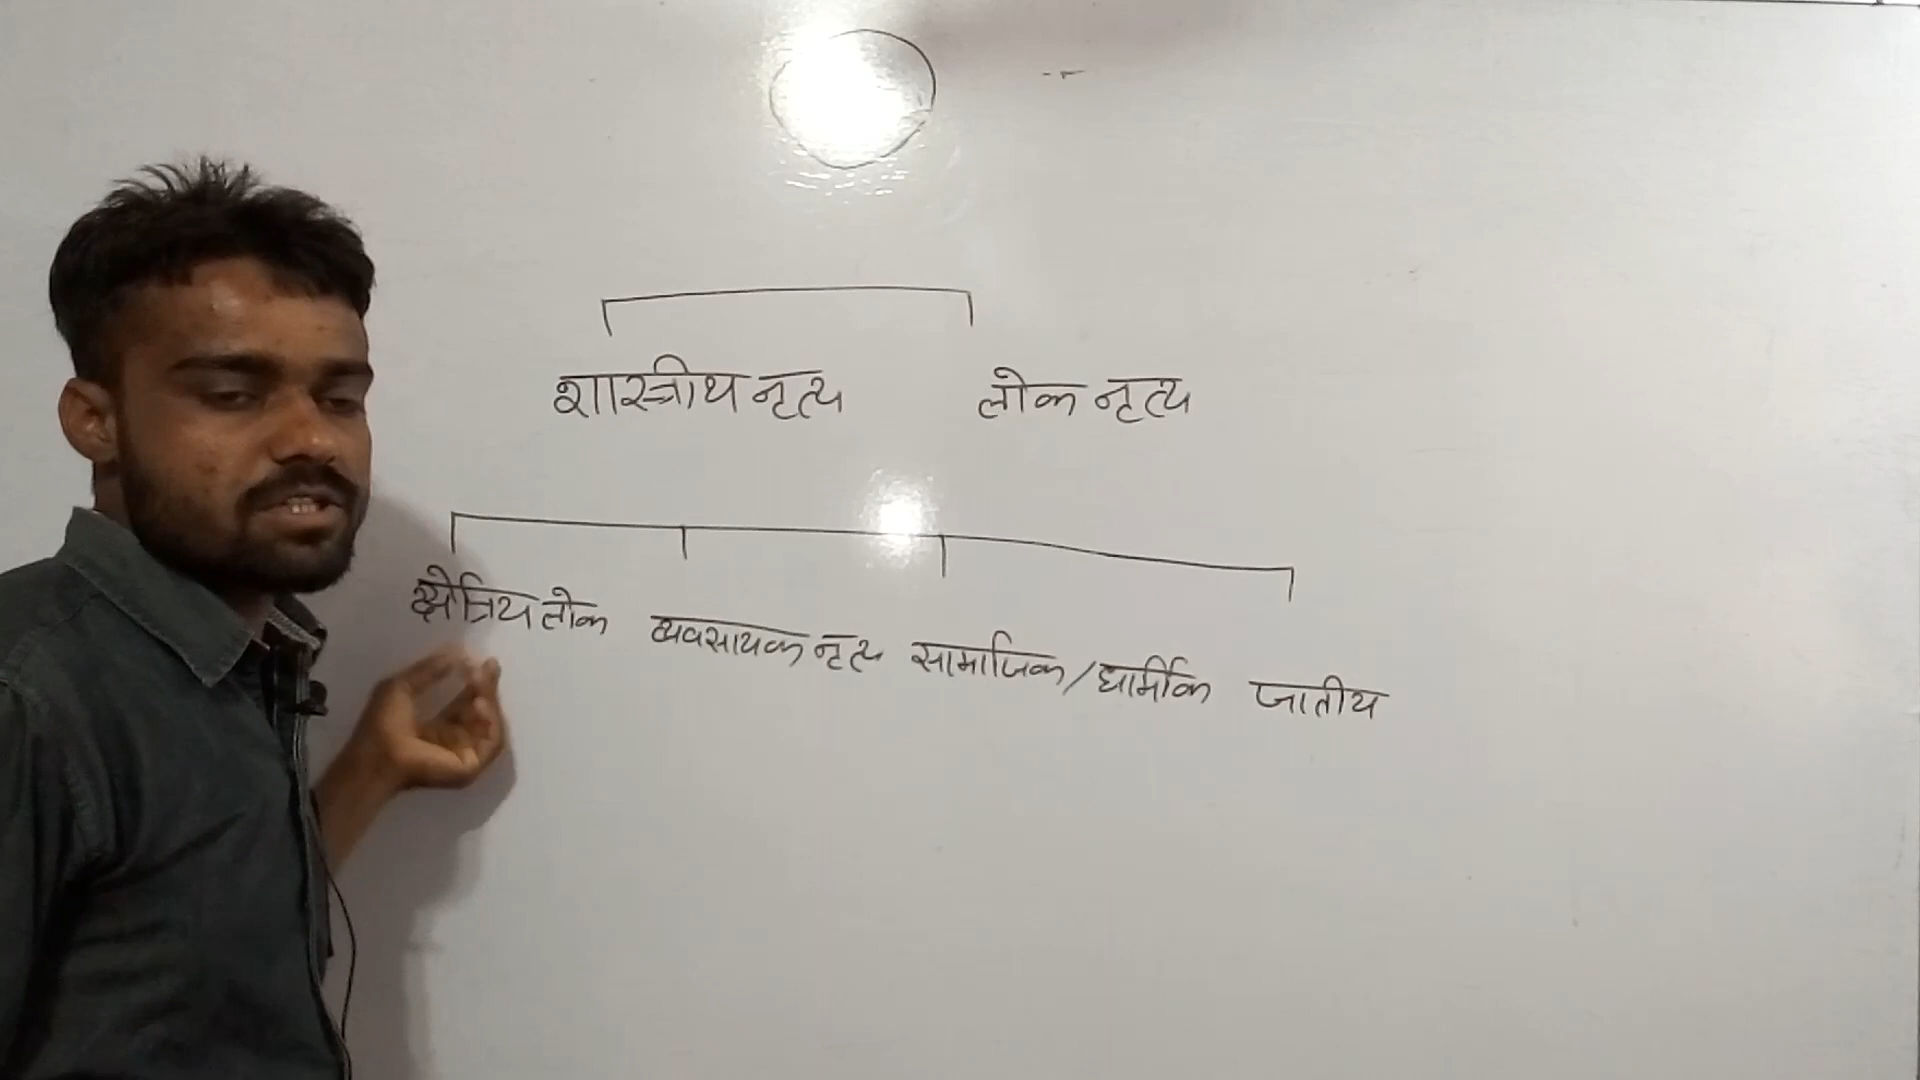 शास्त्रीय नृत्य लोक नृत्य
क्षेत्रिय लोक व्यवसायक नृत्य सामाजिक/धार्मिक जातीय